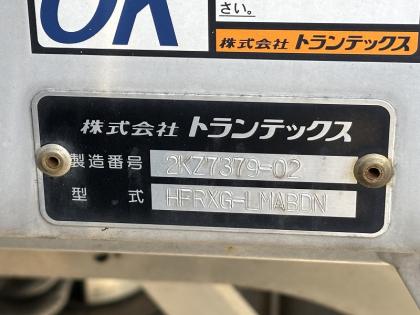 OK
さい。
株式会社 トランテックス
株式会社 トランテックス
製造番号 2KZ7379-02
型式 HFRXG-LMABDN